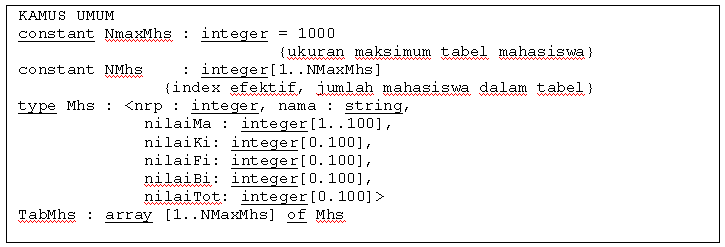 KAMUS UMUM
constant NmaxMhs : integer = 1000
{ukuran maksimum tabel mahasiswa}
constant NMhs : integer[1..NMaxMhs]
{index efektif, jumlah mahasiswa dalam tabel}
type Mhs : <nrp : integer, nama : string,
nilaiMa : integer[1..100],
nilaiKi: integer[0.100],
nilaiFi: integer[0.100],
nilaiBi: integer[0.100],
nilaiTot: integer[0.100]>
TabMhs : array [1..NMaxMhs] of Mhs